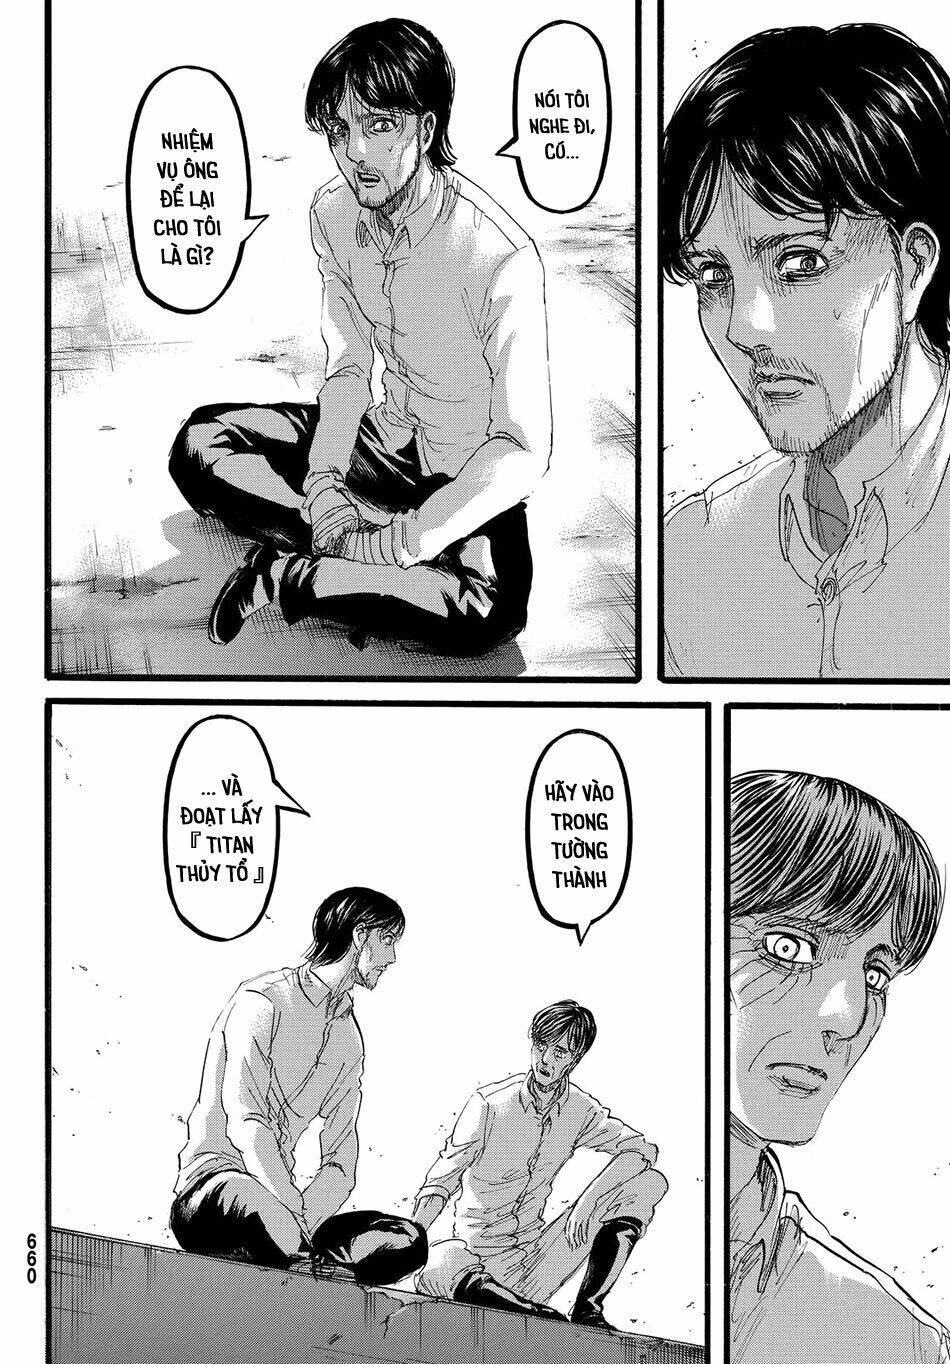 NÓI TÔI
NGHE ĐI,
CÚ...
NHIỆM
VỤ ÔNG
ĐỂ LẠI
CHO TÔI
LÀ GÌ?
HÃY VÀO
TRONG
TƯỜNG
THÀNH
... VÀ
ĐOẠT LẤY
『 TITAN
THỦY TỔ 』
660